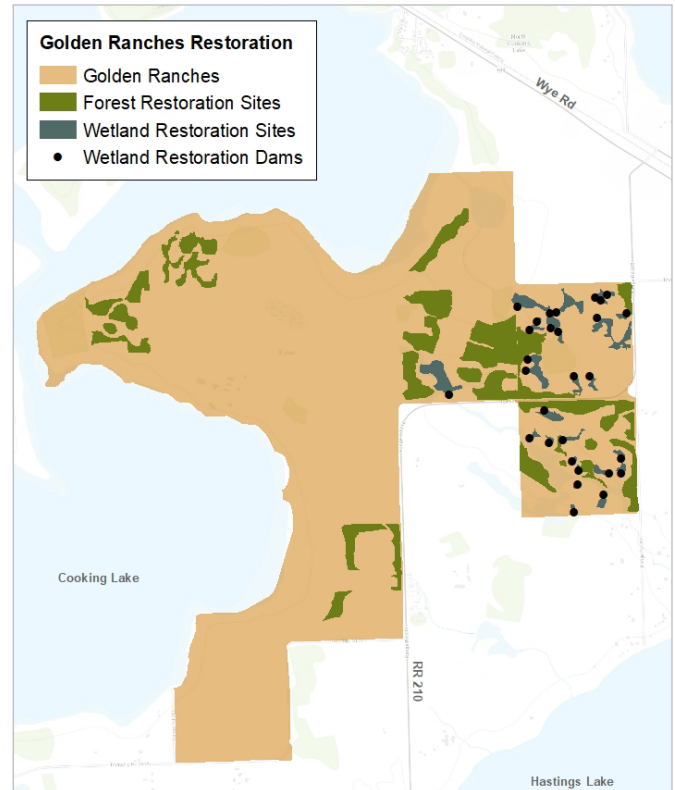 Golden Ranches Restoration
Golden Ranches
Forest Restoration Sites
Wetland Restoration Sites
Wetland Restoration Dams
Wye Rd
Cooking Lake
RR 210
Hastings Lake